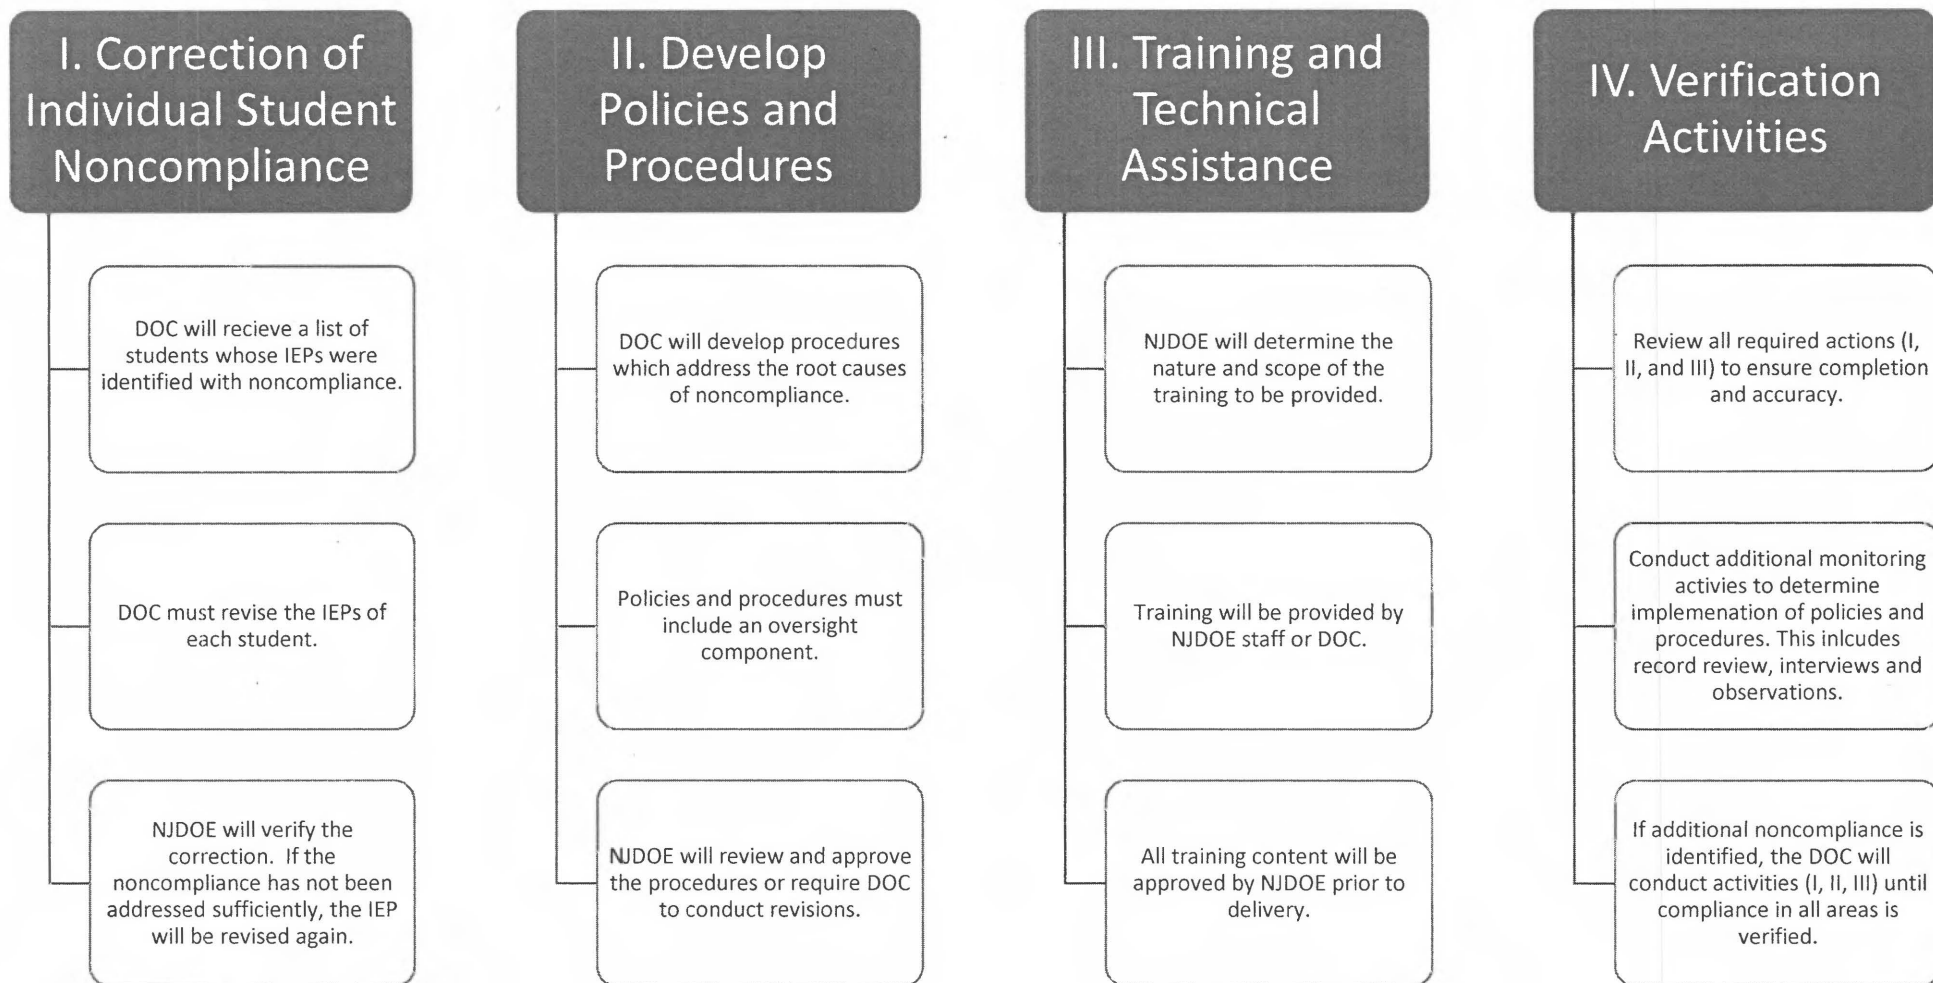 I. Correction of
Individual Student
Noncompliance
DOC will recieve a list of
students whose IEPs were
identified with noncompliance.
DOC must revise the IEPs of
each student.
NJDOE will verify the
correction. If the
noncompliance has not been
addressed sufficiently, the IEP
will be revised again.
II. Develop
Policies and
Procedures
DOC will develop procedures
which address the root causes
of noncompliance.
Policies and procedures must
include an oversight
component.
NJDOE will review and approve
the procedures or require DOC
to conduct revisions.
III. Training and
Technical
Assistance
NJDOE will determine the
nature and scope of the
training to be provided.
Training will be provided by
NJDOE staff or DOC.
All training content will be
approved by NJDOE prior to
delivery.
IV. Verification
Activities
Review all required actions (I,
II, and III) to ensure completion
and accuracy.
Conduct additional monitoring
activies to determine
implemenation of policies and
procedures. This inlcudes
record review, interviews and
observations.
If additional noncompliance is
identified, the DOC will
conduct activities (I, II, III) until
compliance in all areas is
verified.